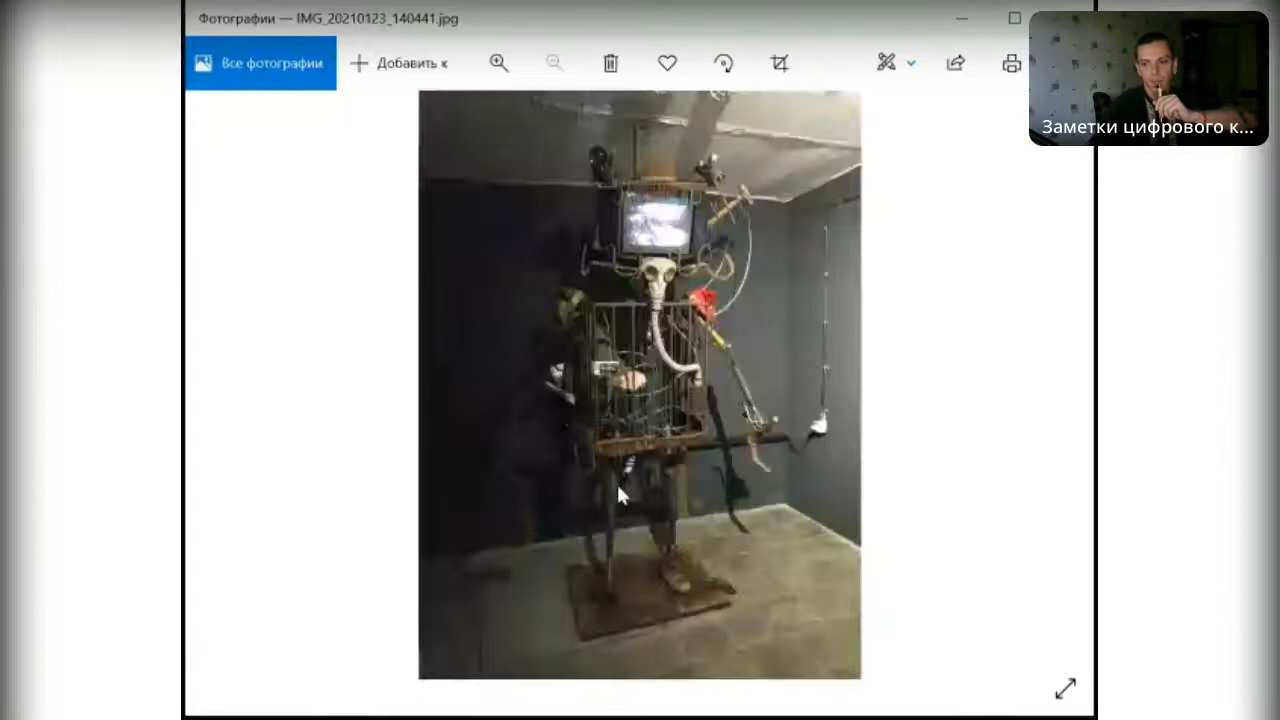 Фотографии — IMG_20210123_140441.jpg
Все фотографии
Добавить к
Заметки цифрового к...